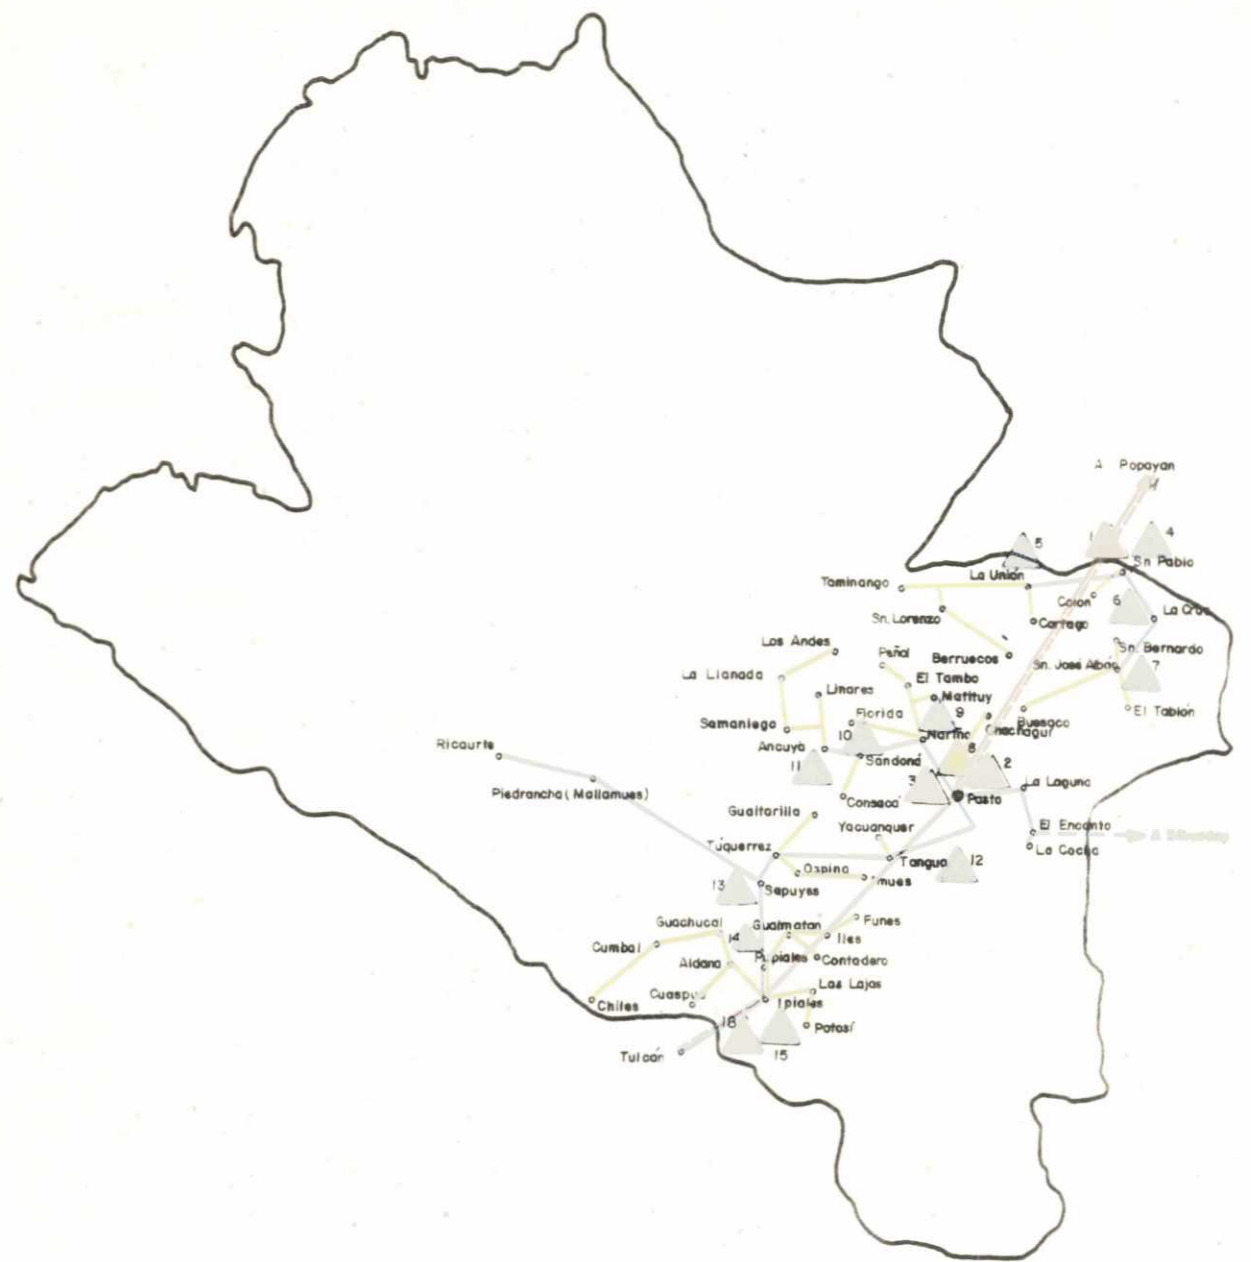 A Popayan
5
1
4
Sn Pablo
La Unión
Taminango
Colon
6
La Cruz
Sn. Lorenzo
Cartago
Los Andes
Peñol
Berruecos
Sn. Bernardo
Sn. José Albán
7
La Llanada
El Tambo
Linares
Matituy
Florida
9
Buesaco
El Tablón
Samaniego
10
Chachagui
Nariño
Ricaurte
Ancuya
8
Sandoná
11
3
2
La Laguna
Piedrancha (Mallamues)
Consacá
Pasto
Guaitarilla
Yacuanquer
El Encanto
La Cocha
Túquerrez
Tangua
12
Ospina
Imues
13
Sapuyes
Guachucal
Gualmatan
Funes
14
Iles
Cumbal
Pupiales
Contadero
Aldana
Las Lajas
Cuaspud
Chiles
Ipiales
Potosí
Tulcán
15